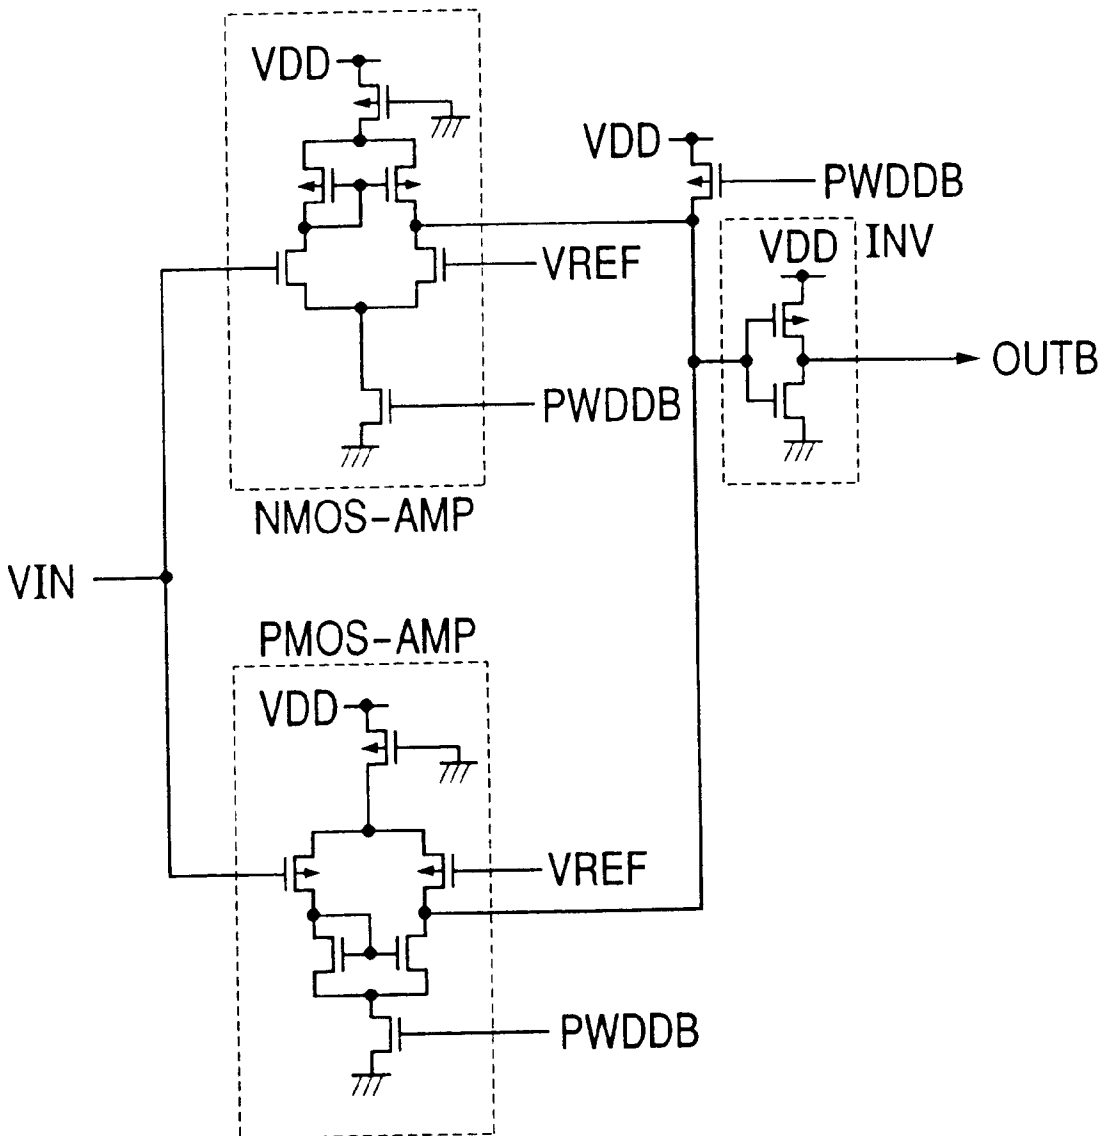 VDD
VDD
PWDDB
VDD
INV
VREF
OUTB
PWDDB
NMOS-AMP
VIN
PMOS-AMP
VDD
VREF
PWDDB